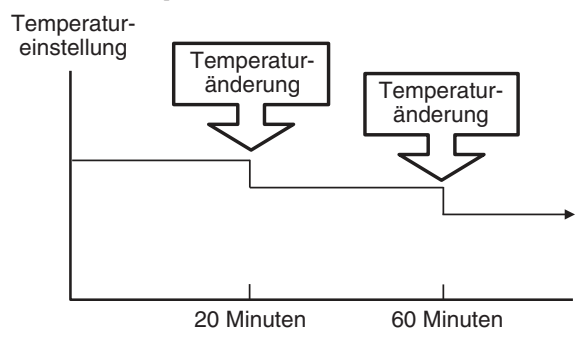 Temperatur-
einstellung
Temperatur-
änderung
Temperatur-
änderung
20 Minuten
60 Minuten